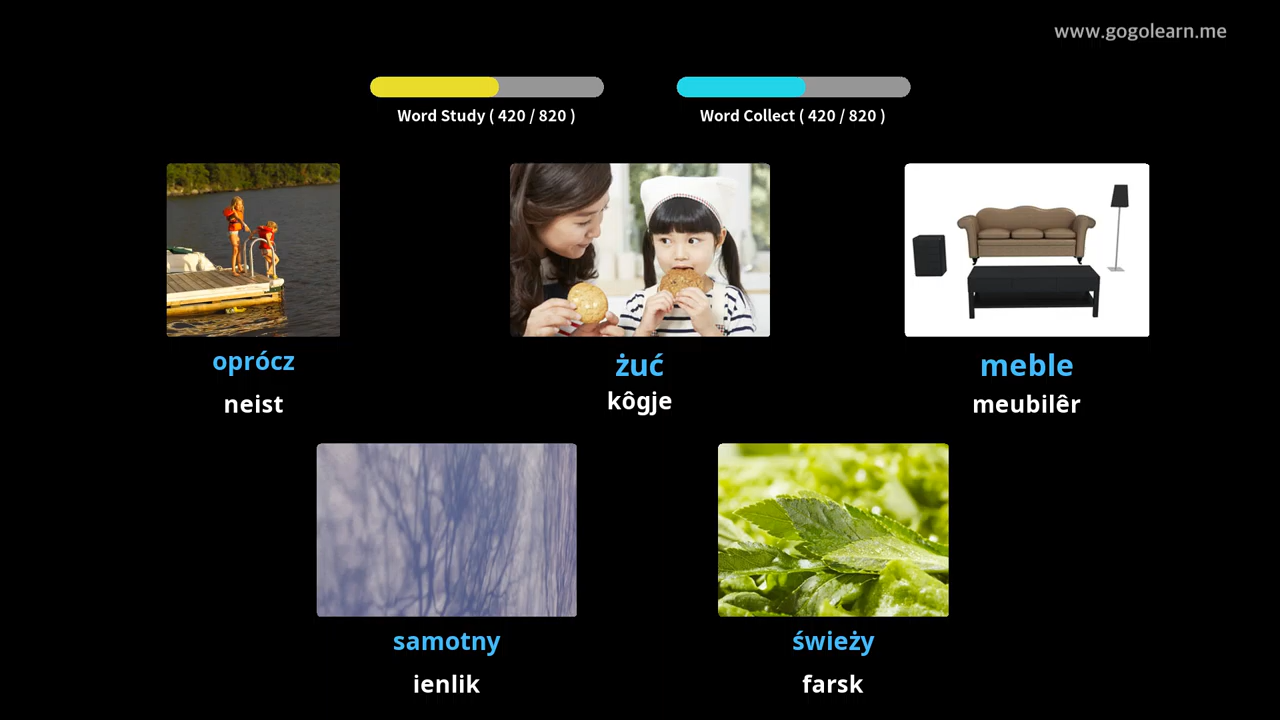 www.gogolearn.me
Word Study ( 420 / 820 )
Word Collect ( 420 / 820 )
oprócz
neist
żuć
kôgje
meble
meubilêr
samotny
ienlik
świeży
farsk